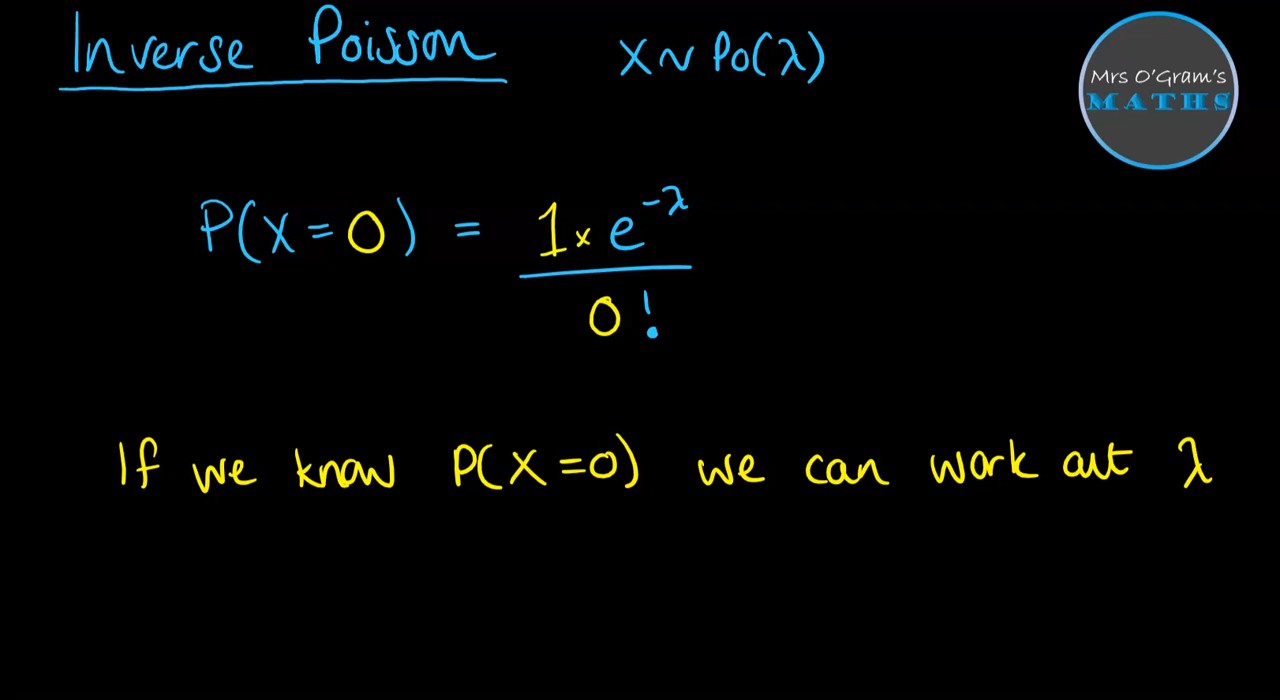 Inverse Poisson X ~ Po(λ)
Mrs O'Gram's
MATHS
P(X = 0) = 1 × e^{-λ} / 0!
If we know P(X = 0) we can work out λ